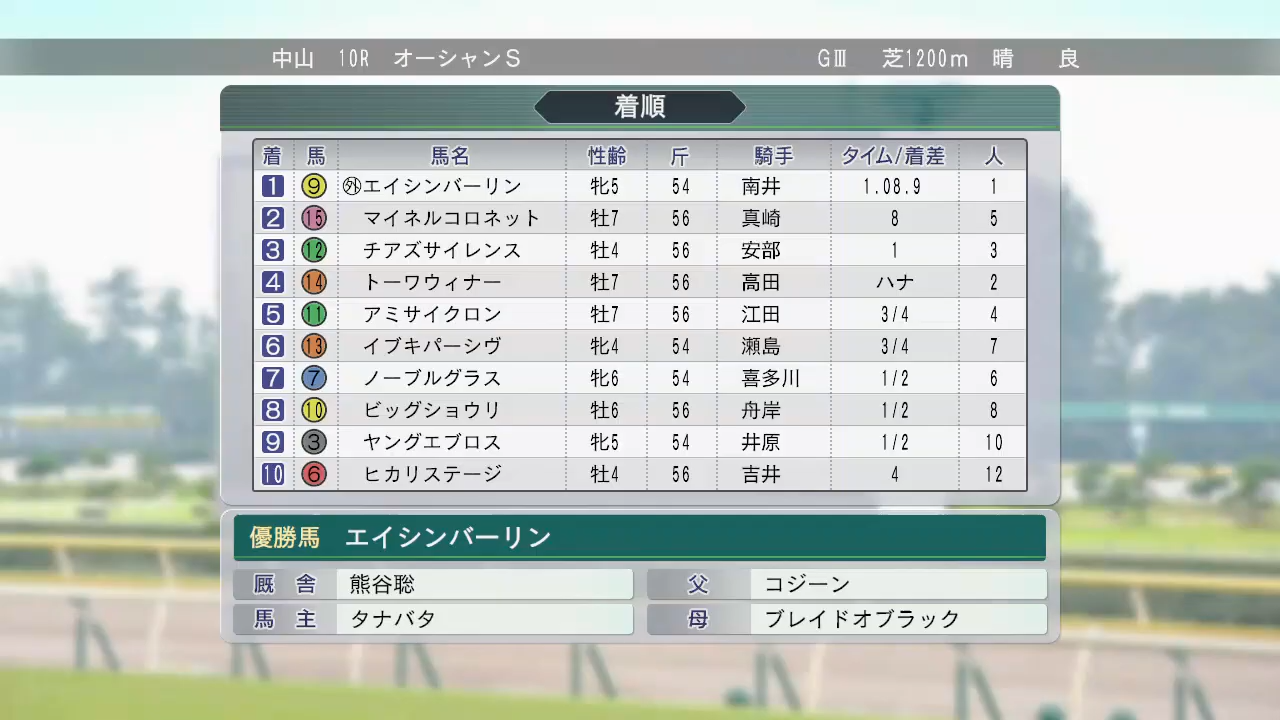 中山 10R オーシャンS GⅢ 芝1200m 晴 良
着順
着 馬 馬名 性齢 斤 騎手 タイム/着差 人
1 9 ㊕エイシンバーリン 牝5 54 南井 1.08.9 1
2 15 マイネルコロネット 牡7 56 真崎 8 5
3 12 チアズサイレンス 牡4 56 安部 1 3
4 14 トーワウィナー 牡7 56 高田 ハナ 2
5 11 アミサイクロン 牡7 56 江田 3/4 4
6 13 イブキパーシヴ 牝4 54 瀬島 3/4 7
7 7 ノーブルグラス 牝6 54 喜多川 1/2 6
8 10 ビッグショウリ 牡6 56 舟岸 1/2 8
9 3 ヤングエブロス 牝5 54 井原 1/2 10
10 6 ヒカリステージ 牡4 56 吉井 4 12
優勝馬 エイシンバーリン
厩舎 熊谷聡 父 コジーン
馬主 タナバタ 母 ブレイドオブラック